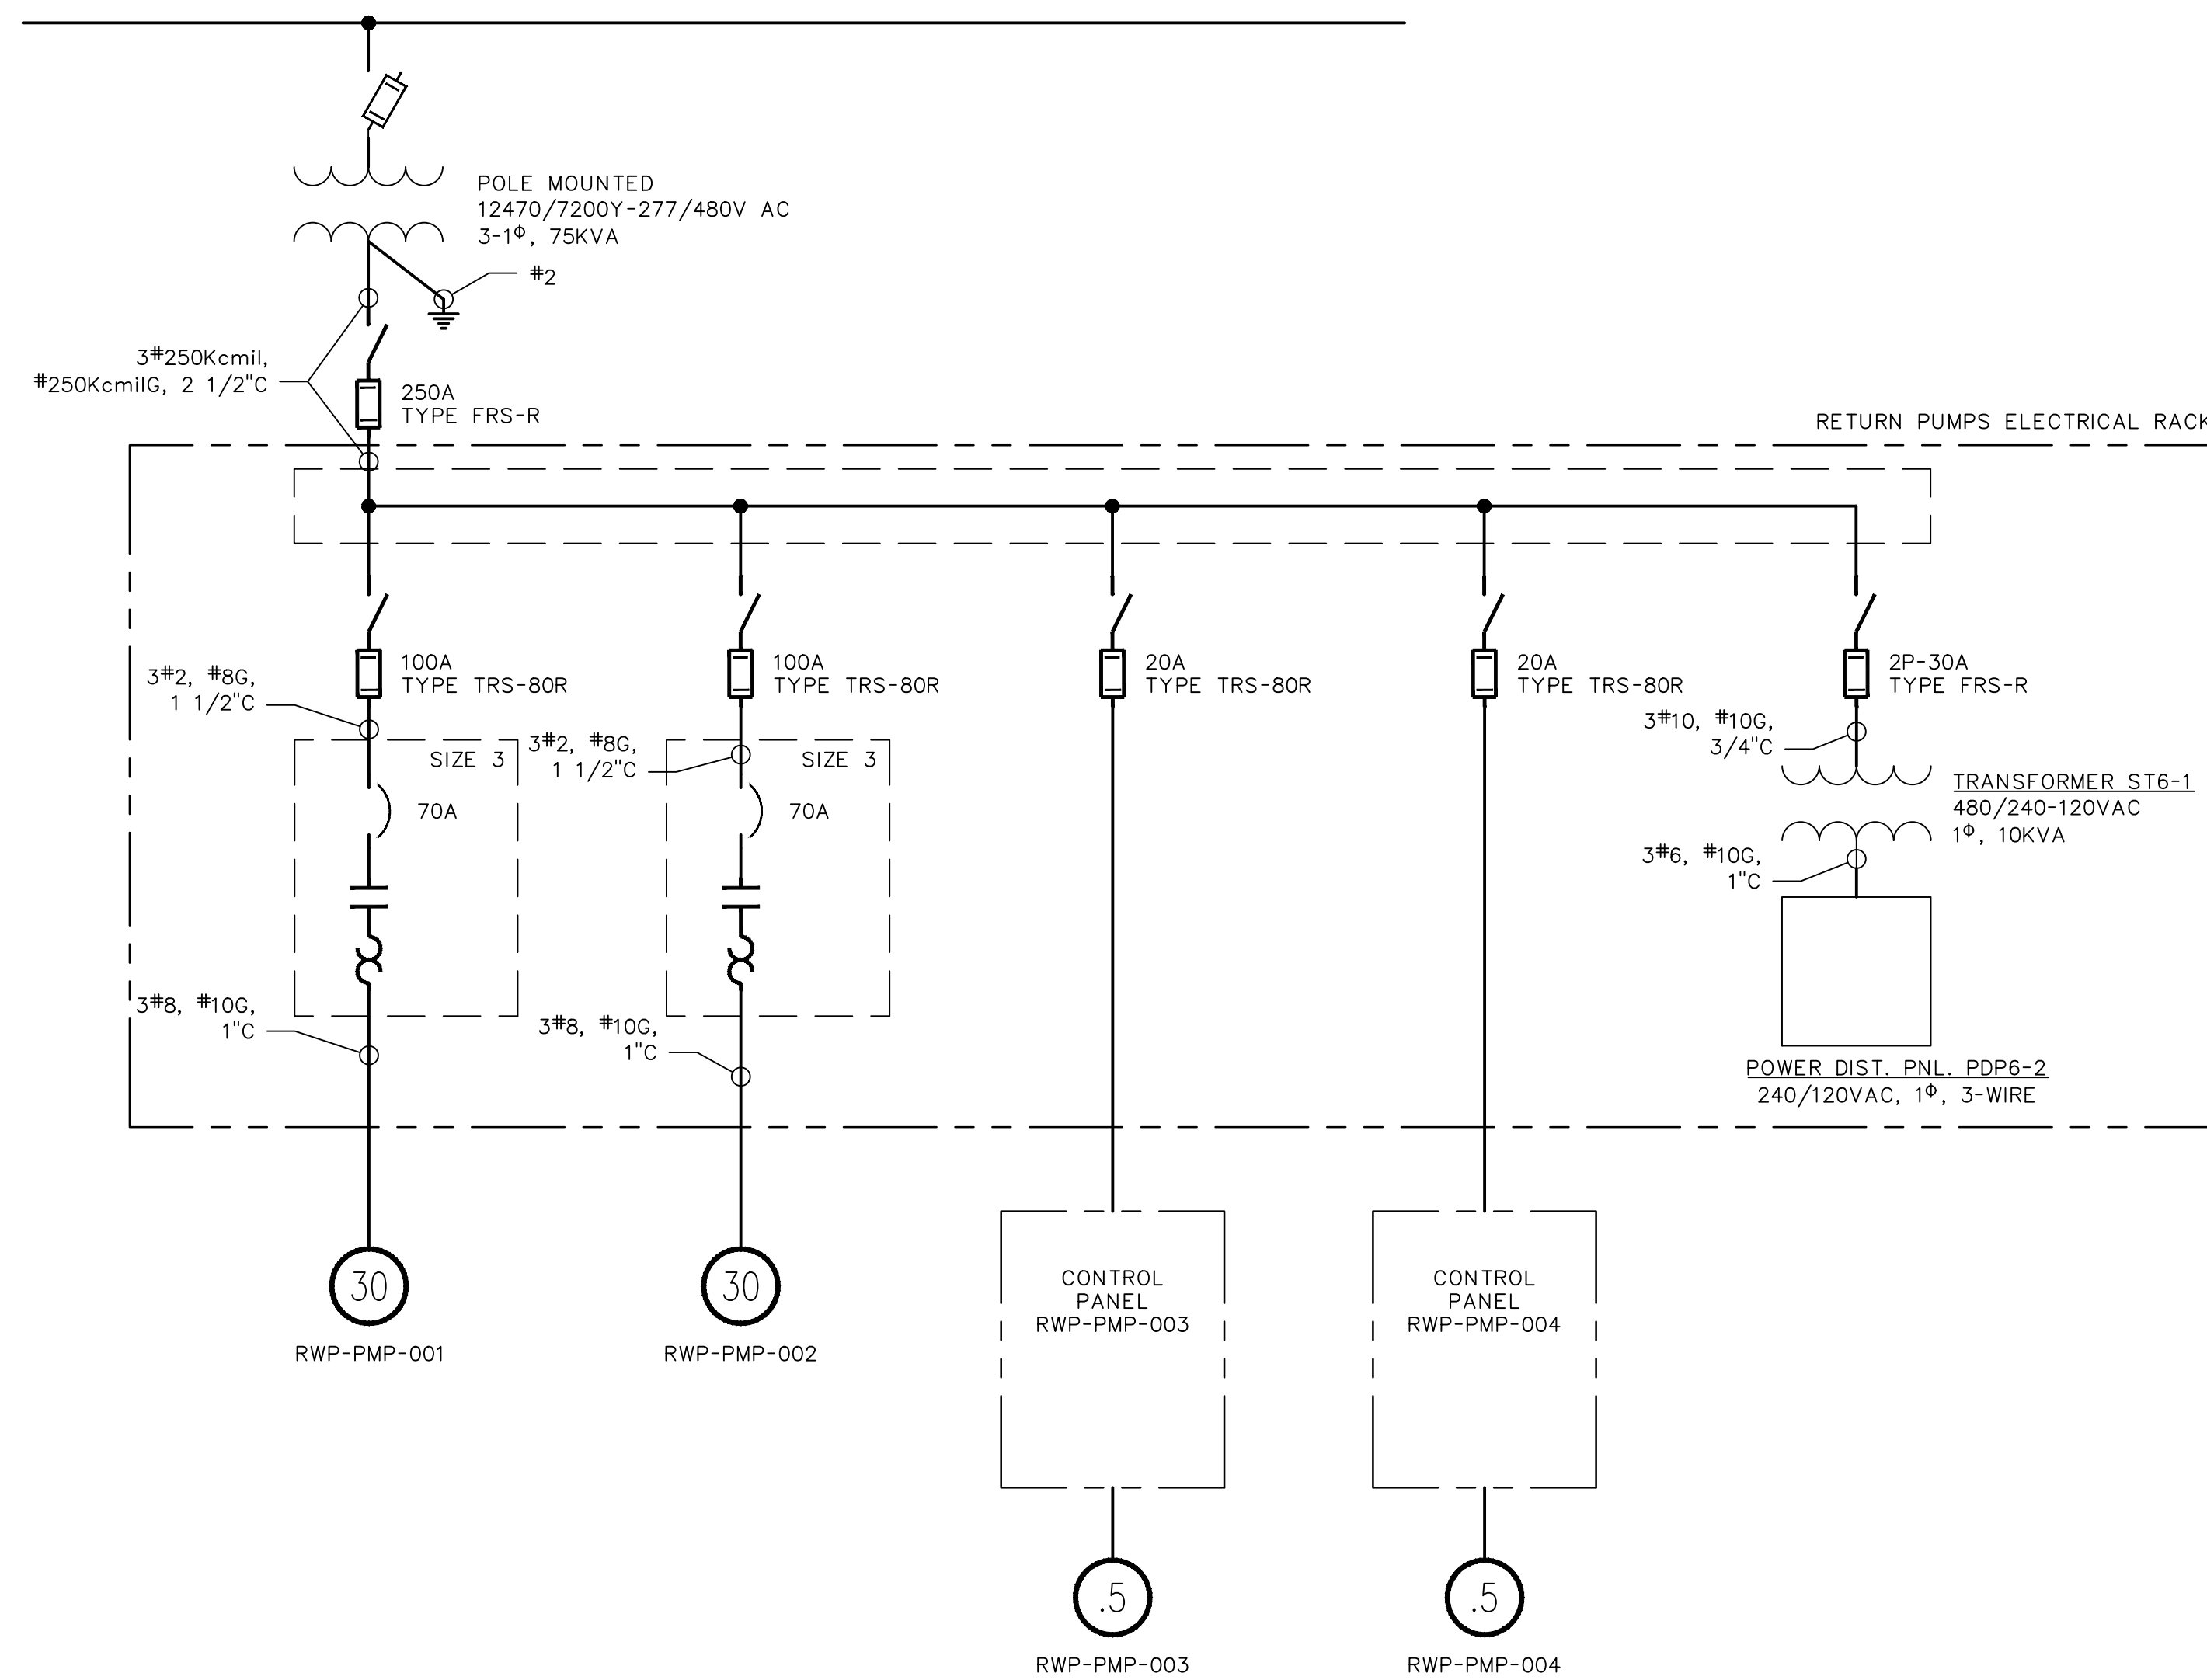 POLE MOUNTED
12470/7200Y-277/480V AC
3-1Φ, 75KVA
#2
3#250Kcmil,
#250KcmilG, 2 1/2"C
250A
TYPE FRS-R
RETURN PUMPS ELECTRICAL RACK
3#2, #8G,
1 1/2"C
100A
TYPE TRS-80R
100A
TYPE TRS-80R
20A
TYPE TRS-80R
20A
TYPE TRS-80R
2P-30A
TYPE FRS-R
3#10, #10G,
3/4"C
SIZE 3
3#2, #8G,
1 1/2"C
SIZE 3
70A
70A
TRANSFORMER ST6-1
480/240-120VAC
1Φ, 10KVA
3#6, #10G,
1"C
3#8, #10G,
1"C
3#8, #10G,
1"C
POWER DIST. PNL. PDP6-2
240/120VAC, 1Φ, 3-WIRE
30
RWP-PMP-001
30
RWP-PMP-002
CONTROL
PANEL
RWP-PMP-003
CONTROL
PANEL
RWP-PMP-004
.5
RWP-PMP-003
.5
RWP-PMP-004